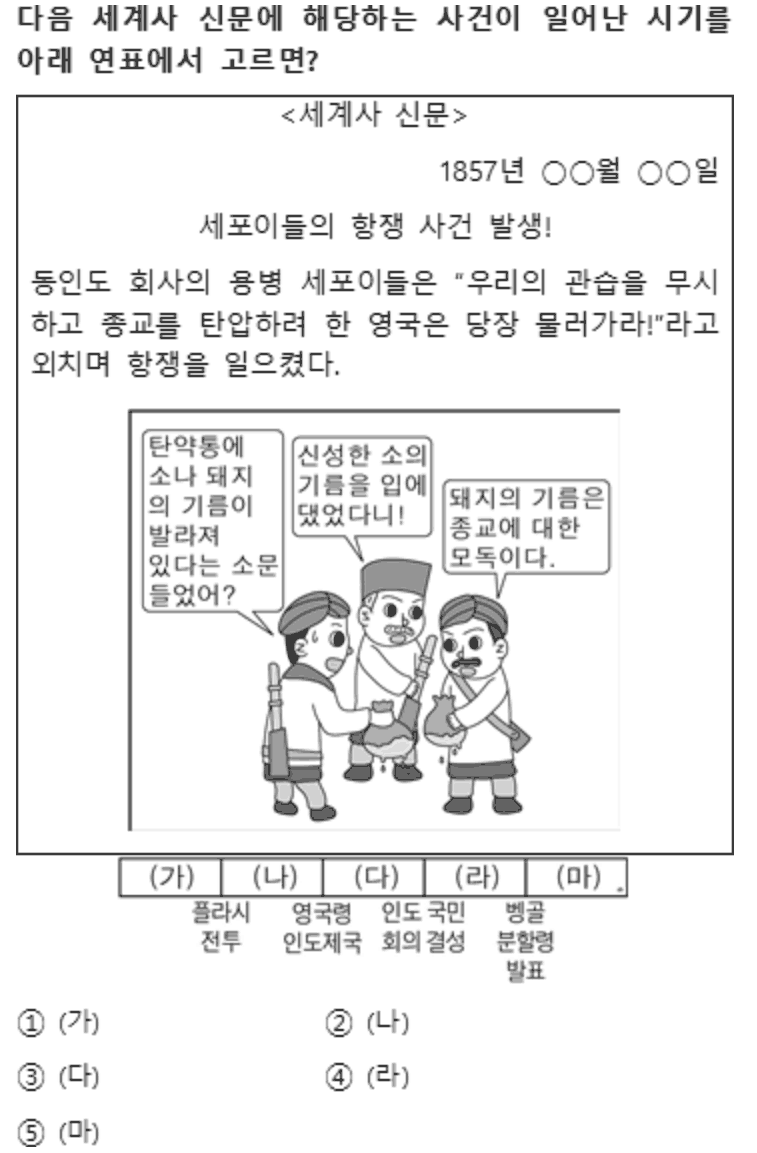 다음 세계사 신문에 해당하는 사건이 일어난 시기를
아래 연표에서 고르면?
<세계사 신문>
1857년 ○○월 ○○일
세포이들의 항쟁 사건 발생!
동인도 회사의 용병 세포이들은 “우리의 관습을 무시
하고 종교를 탄압하려 한 영국은 당장 물러가라!”라고
외치며 항쟁을 일으켰다.
탄약통에
소나 돼지
의 기름이
발라져
있다는 소문
들었어?
신성한 소의
기름을 입에
댔었다니!
돼지의 기름은
종교에 대한
모독이다.
(가) (나) (다) (라) (마)
플라시
전투
영국령
인도제국
인도 국민
회의 결성
벵골
분할령
발표
① (가) ② (나)
③ (다) ④ (라)
⑤ (마)